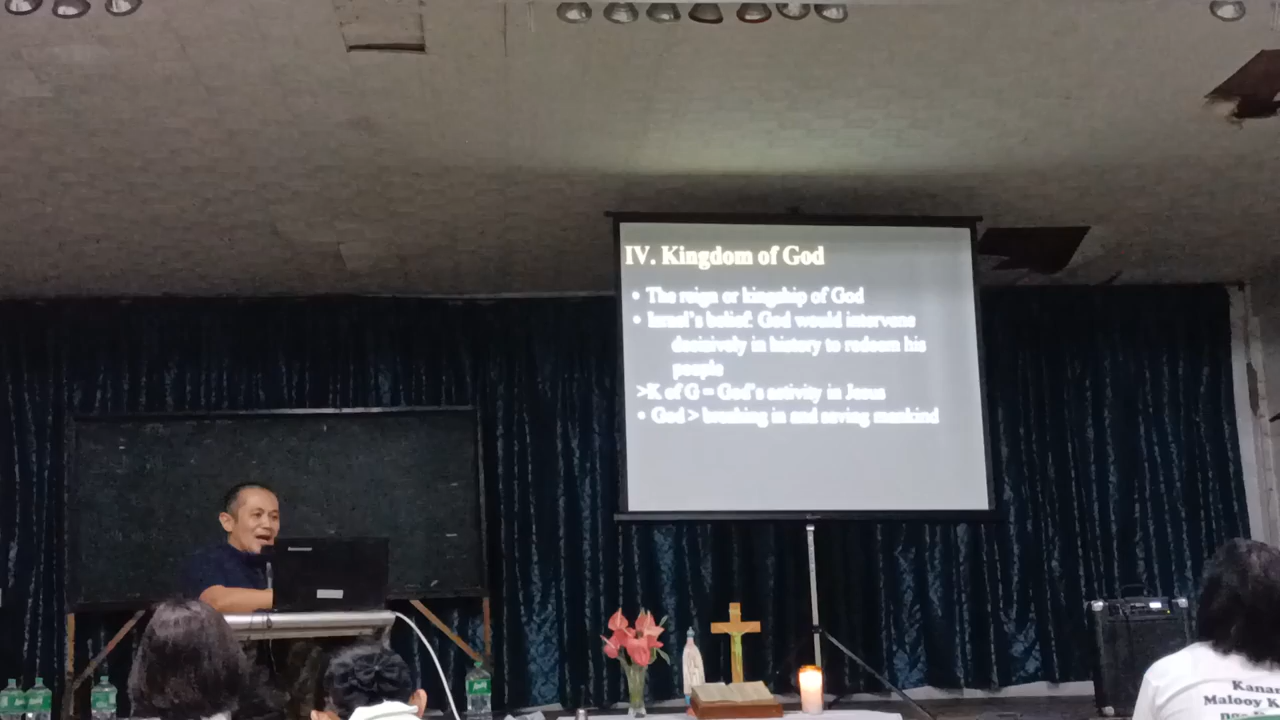 IV. Kingdom of God
• The reign or kingship of God
• Israel's belief: God would intervene
decisively in history to redeem his
people
>K of G = God's activity in Jesus
• God > breaking in and saving mankind
Malooy K